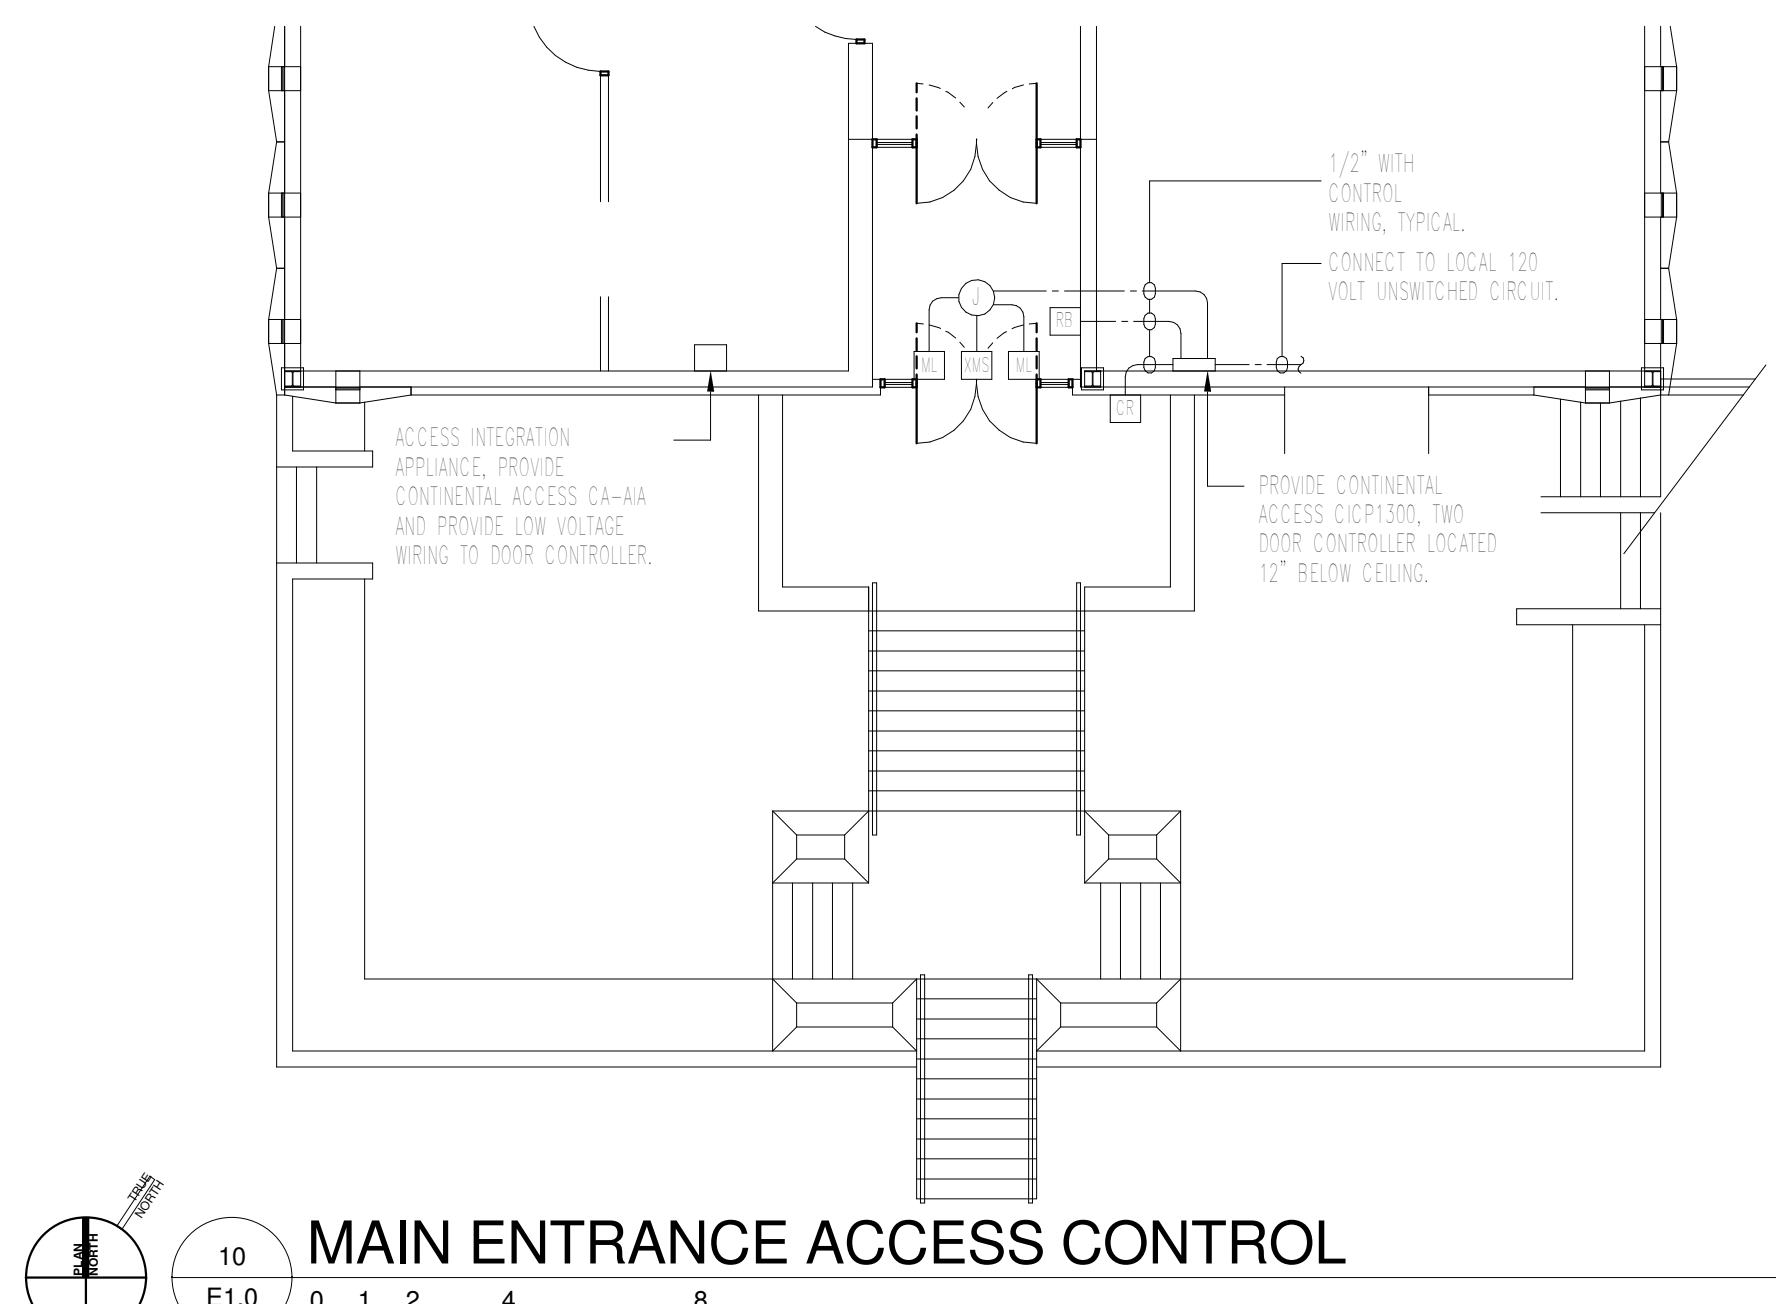 1/2" WITH
CONTROL
WIRING, TYPICAL.
CONNECT TO LOCAL 120
VOLT UNSWITCHED CIRCUIT.
J
RB
ML
XMS
ML
CR
ACCESS INTEGRATION
APPLIANCE, PROVIDE
CONTINENTAL ACCESS CA-AIA
AND PROVIDE LOW VOLTAGE
WIRING TO DOOR CONTROLLER.
PROVIDE CONTINENTAL
ACCESS CICP1300, TWO
DOOR CONTROLLER LOCATED
12" BELOW CEILING.
TRUE
NORTH
PLAN
NORTH
10
E1.0
MAIN ENTRANCE ACCESS CONTROL
0 1 2 4 8